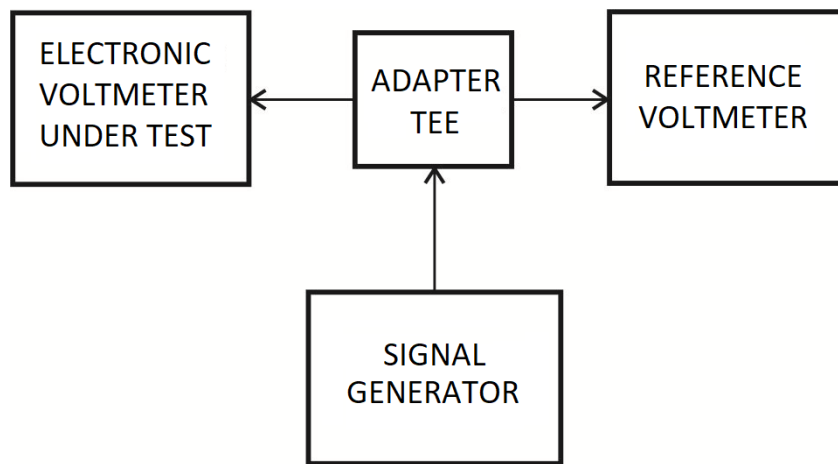 ELECTRONIC
VOLTMETER
UNDER TEST
ADAPTER
TEE
REFERENCE
VOLTMETER
SIGNAL
GENERATOR